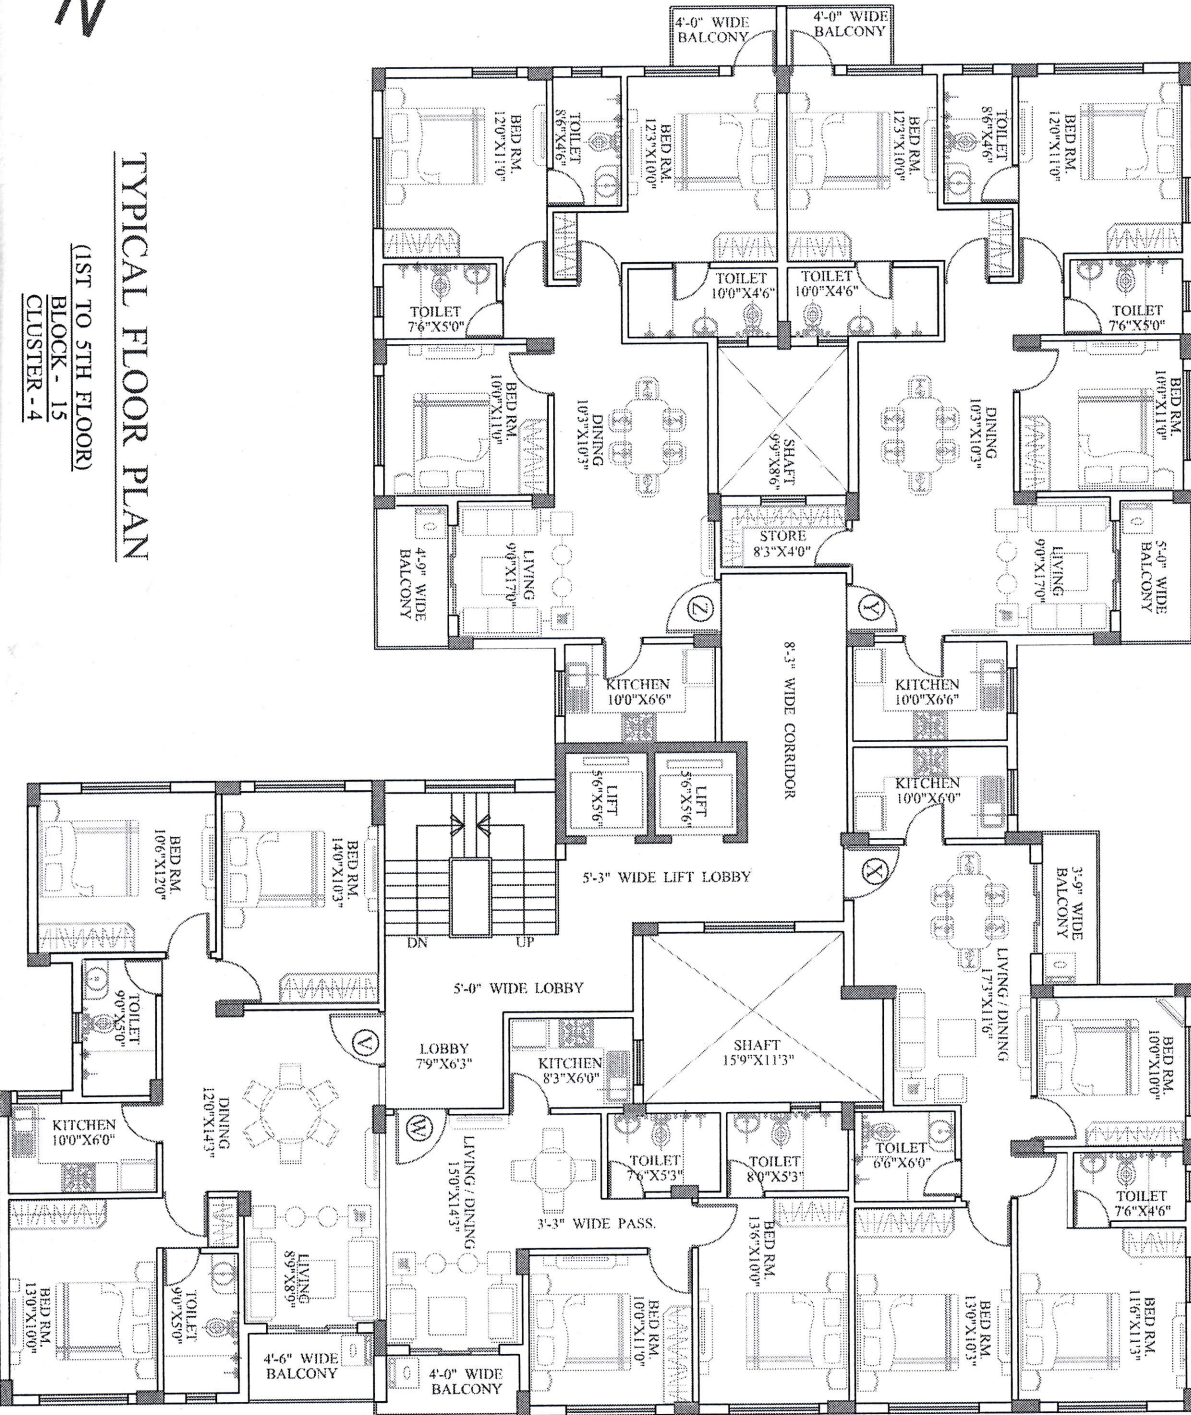 N
TYPICAL FLOOR PLAN
(1ST TO 5TH FLOOR)
BLOCK - 15
CLUSTER - 4
4'-0" WIDE
BALCONY
4'-0" WIDE
BALCONY
BED RM.
12'0"X11'0"
TOILET
8'6"X4'6"
BED RM.
12'3"X10'0"
BED RM.
12'3"X10'0"
TOILET
8'6"X4'6"
BED RM.
12'0"X11'0"
TOILET
7'6"X5'0"
TOILET
10'0"X4'6"
TOILET
10'0"X4'6"
TOILET
7'6"X5'0"
BED RM.
10'0"X11'0"
DINING
10'3"X10'3"
SHAFT
9'9"X8'6"
DINING
10'3"X10'3"
BED RM.
10'0"X11'0"
4'-9" WIDE
BALCONY
LIVING
9'0"X17'0"
STORE
8'3"X4'0"
LIVING
9'0"X17'0"
5'-0" WIDE
BALCONY
Z
Y
8'-3" WIDE CORRIDOR
KITCHEN
10'0"X6'6"
KITCHEN
10'0"X6'6"
LIFT
5'6"X5'6"
LIFT
5'6"X5'6"
KITCHEN
10'0"X6'0"
X
3'-9" WIDE
BALCONY
BED RM.
10'6"X12'0"
BED RM.
14'0"X10'3"
5'-3" WIDE LIFT LOBBY
DN
UP
5'-0" WIDE LOBBY
LIVING / DINING
17'3"X11'6"
TOILET
9'0"X5'0"
V
LOBBY
7'9"X6'3"
KITCHEN
8'3"X6'0"
SHAFT
15'9"X11'3"
BED RM.
10'0"X10'0"
KITCHEN
10'0"X6'0"
DINING
12'0"X14'3"
W
LIVING / DINING
15'0"X14'3"
TOILET
7'6"X5'3"
TOILET
8'0"X5'3"
TOILET
6'6"X6'0"
TOILET
7'6"X4'6"
3'-3" WIDE PASS.
BED RM.
13'0"X10'0"
TOILET
9'0"X5'0"
LIVING
8'9"X8'9"
BED RM.
10'0"X11'0"
BED RM.
13'6"X10'0"
BED RM.
13'0"X10'3"
BED RM.
11'6"X11'3"
4'-6" WIDE
BALCONY
4'-0" WIDE
BALCONY